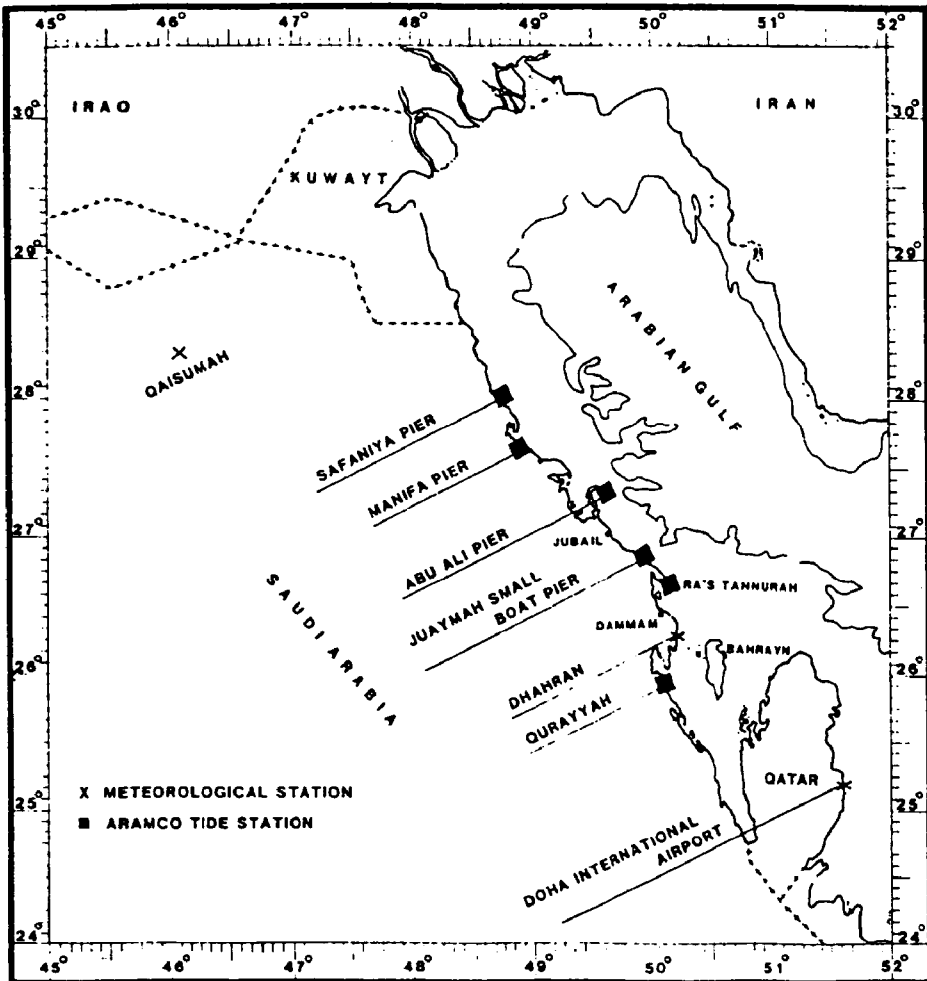 45° 46° 47° 48° 49° 50° 51° 52°
IRAQ
IRAN
30° 30°
KUWAYT
29° 29°
ARABIAN GULF
QAISUMAH
28° 28°
SAFANIYA PIER
MANIFA PIER
27° 27°
ABU ALI PIER
JUBAIL
JUAYMAH SMALL
BOAT PIER
RA'S TANNURAH
SAUDI ARABIA
DAMMAM
26° 26°
BAHRAYN
DHAHRAN
QURAYYAH
QATAR
X METEOROLOGICAL STATION
25° 25°
■ ARAMCO TIDE STATION
DOHA INTERNATIONAL
AIRPORT
24° 24°
45° 46° 47° 48° 49° 50° 51° 52°